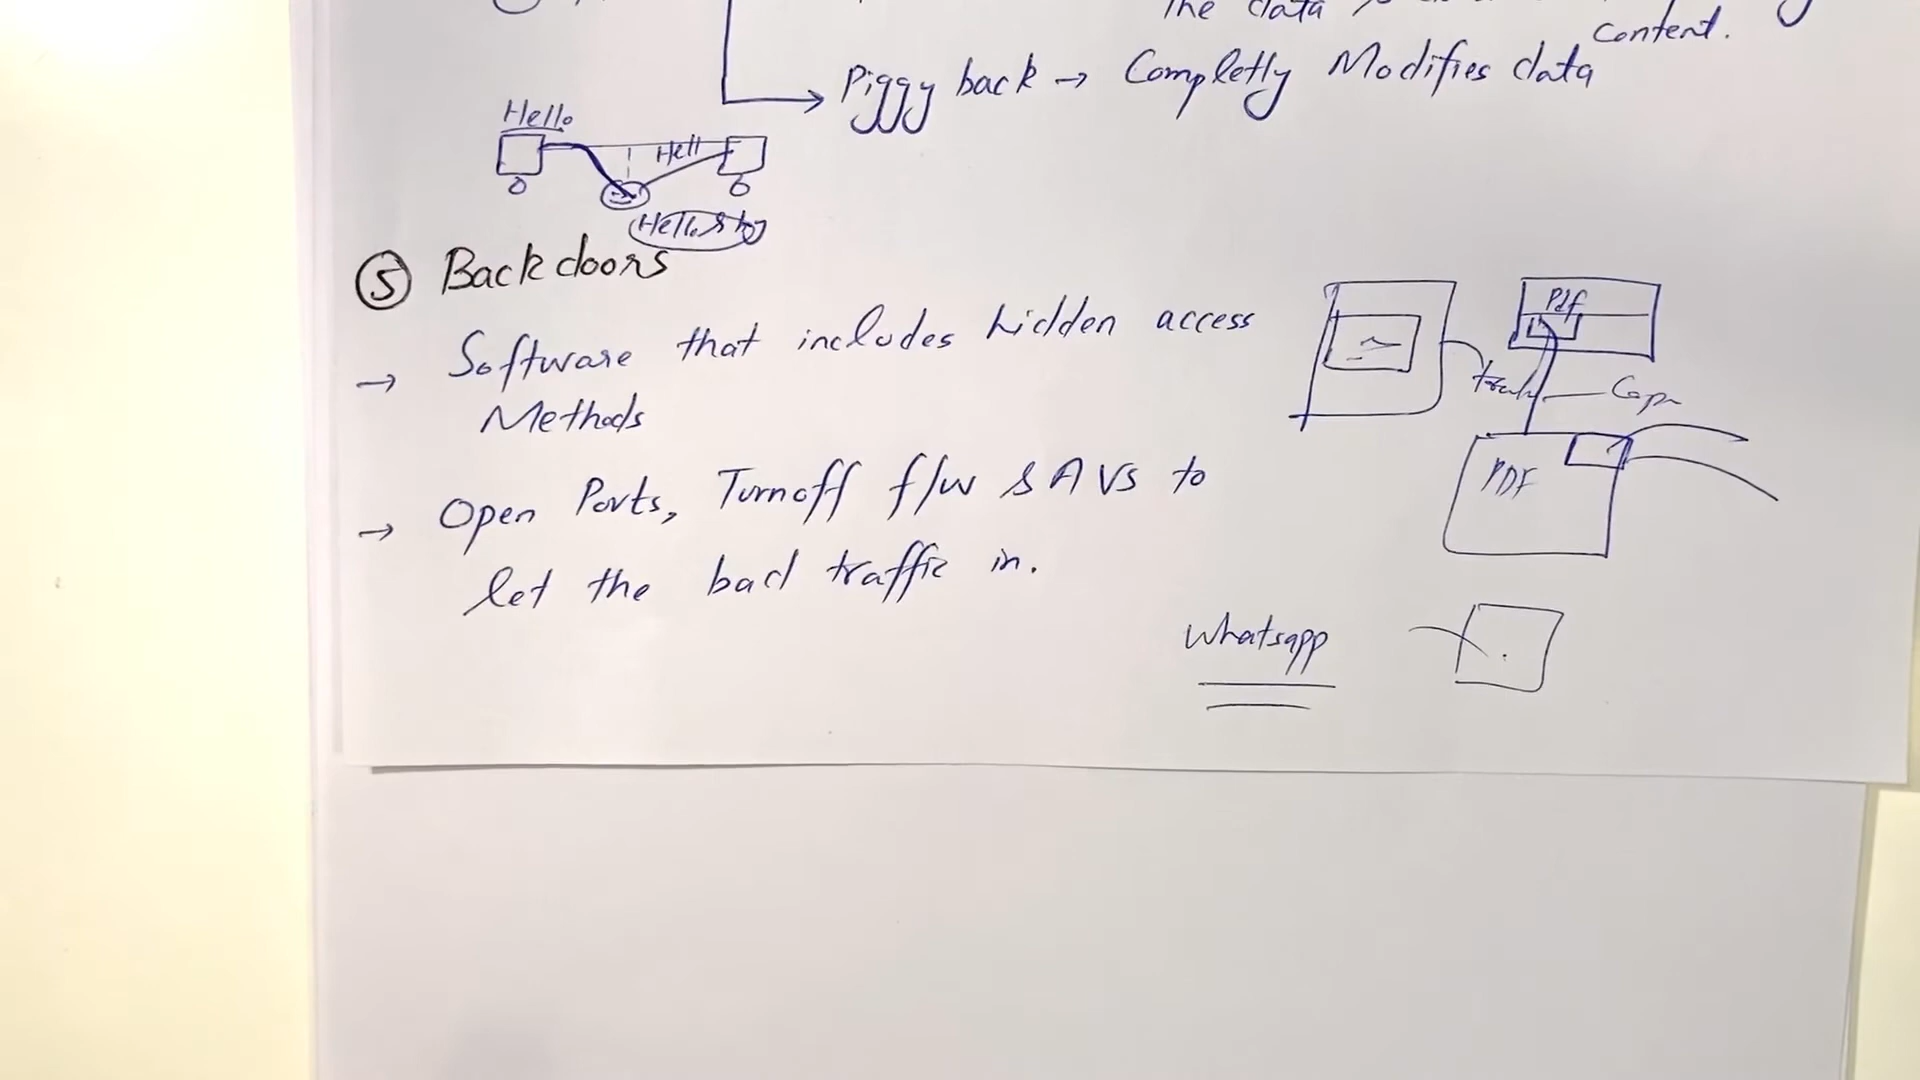 The data
content.
Piggy back → Completly Modifies data
Hello
Hell
⑤ Backdoors
→ Software that includes hidden access
Methods
→ Open Ports, Turnoff f/w & AVs to
let the bad traffic in.
Pdf
PDF
Whatsapp